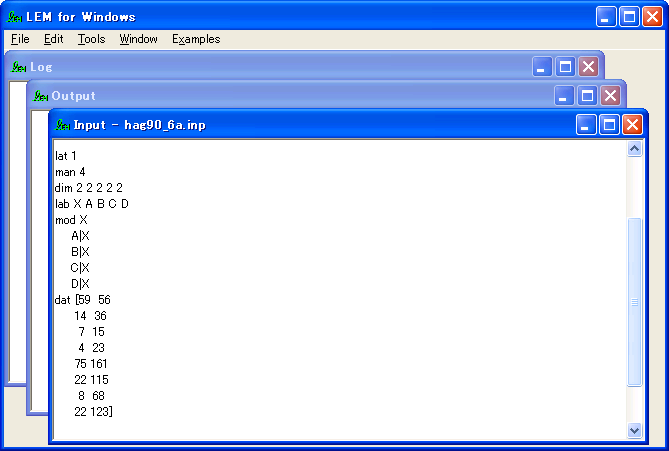 LEM for Windows
File Edit Tools Window Examples
Log
Output
Input - hag90_6a.inp
lat 1
man 4
dim 2 2 2 2 2
lab X A B C D
mod X
A|X
B|X
C|X
D|X
dat [59 56
14 36
7 15
4 23
75 161
22 115
8 68
22 123]